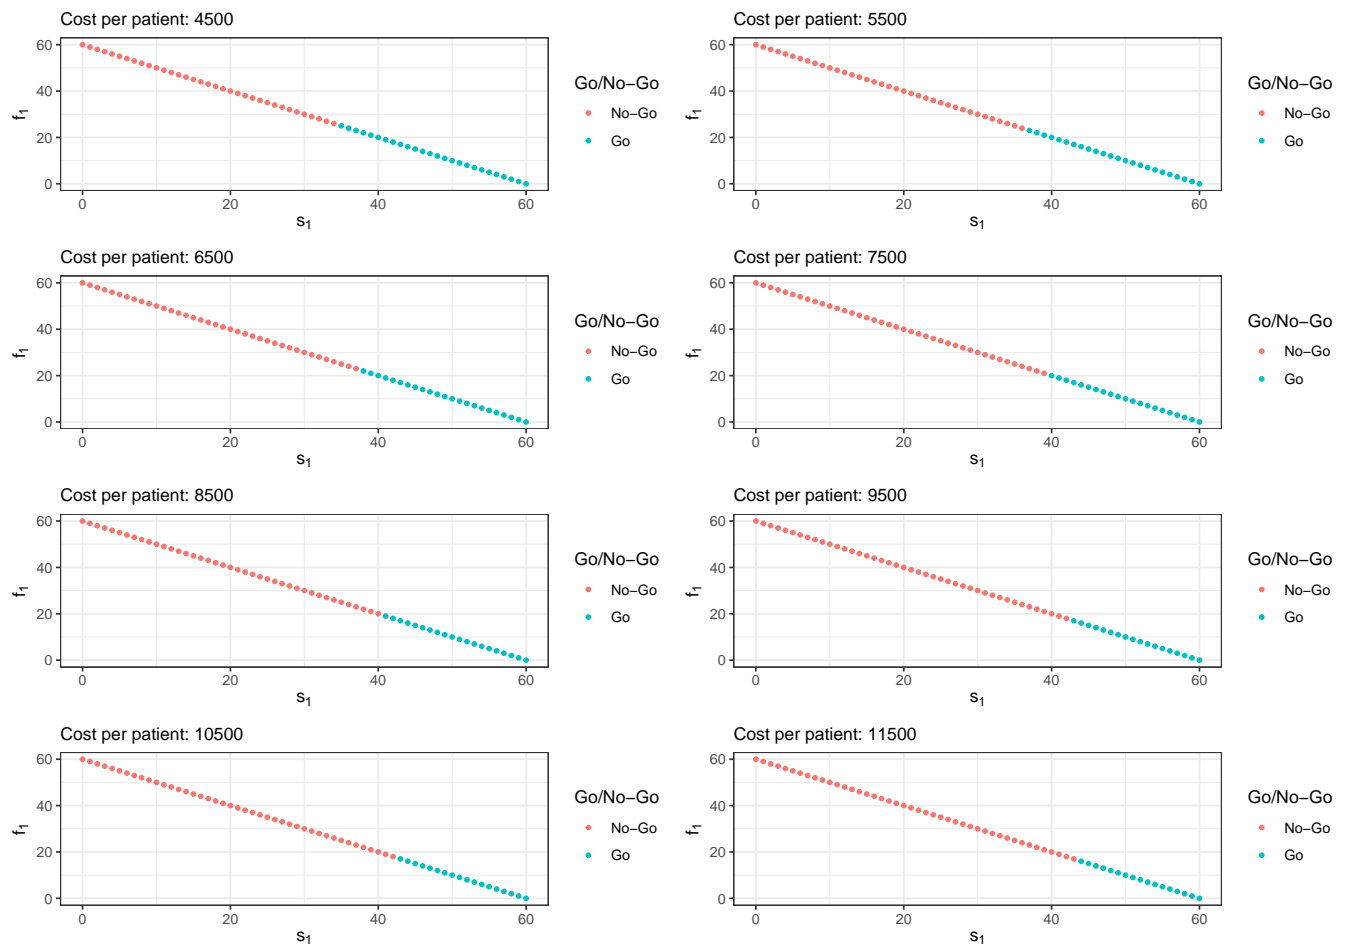 Cost per patient: 4500
60
40
20
0
f1
0 20 40 60
s1
Go/No−Go
No−Go
Go
Cost per patient: 5500
60
40
20
0
f1
0 20 40 60
s1
Go/No−Go
No−Go
Go
Cost per patient: 6500
60
40
20
0
f1
0 20 40 60
s1
Go/No−Go
No−Go
Go
Cost per patient: 7500
60
40
20
0
f1
0 20 40 60
s1
Go/No−Go
No−Go
Go
Cost per patient: 8500
60
40
20
0
f1
0 20 40 60
s1
Go/No−Go
No−Go
Go
Cost per patient: 9500
60
40
20
0
f1
0 20 40 60
s1
Go/No−Go
No−Go
Go
Cost per patient: 10500
60
40
20
0
f1
0 20 40 60
s1
Go/No−Go
No−Go
Go
Cost per patient: 11500
60
40
20
0
f1
0 20 40 60
s1
Go/No−Go
No−Go
Go